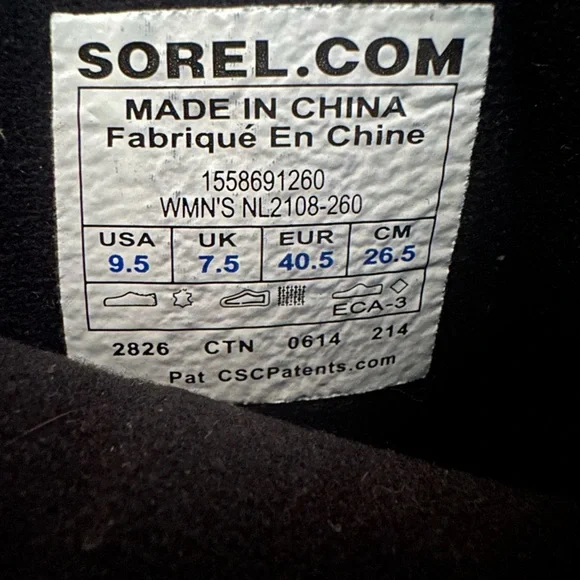 SOREL.COM
MADE IN CHINA
Fabriqué En Chine
1558691260
WMN'S NL2108-260
USA UK EUR CM
9.5 7.5 40.5 26.5
ECA-3
2826 CTN 0614 214
Pat CSCPatents.com